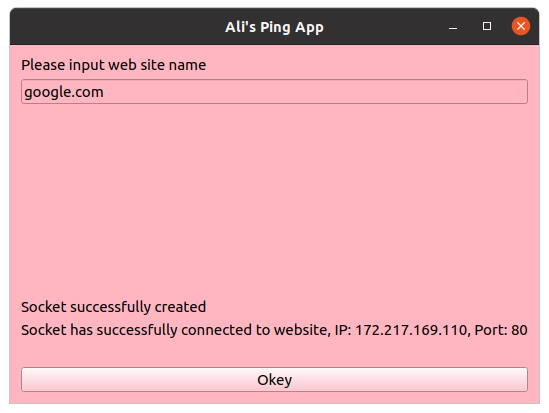 Ali's Ping App
Please input web site name
google.com
Socket successfully created
Socket has successfully connected to website, IP: 172.217.169.110, Port: 80
Okey